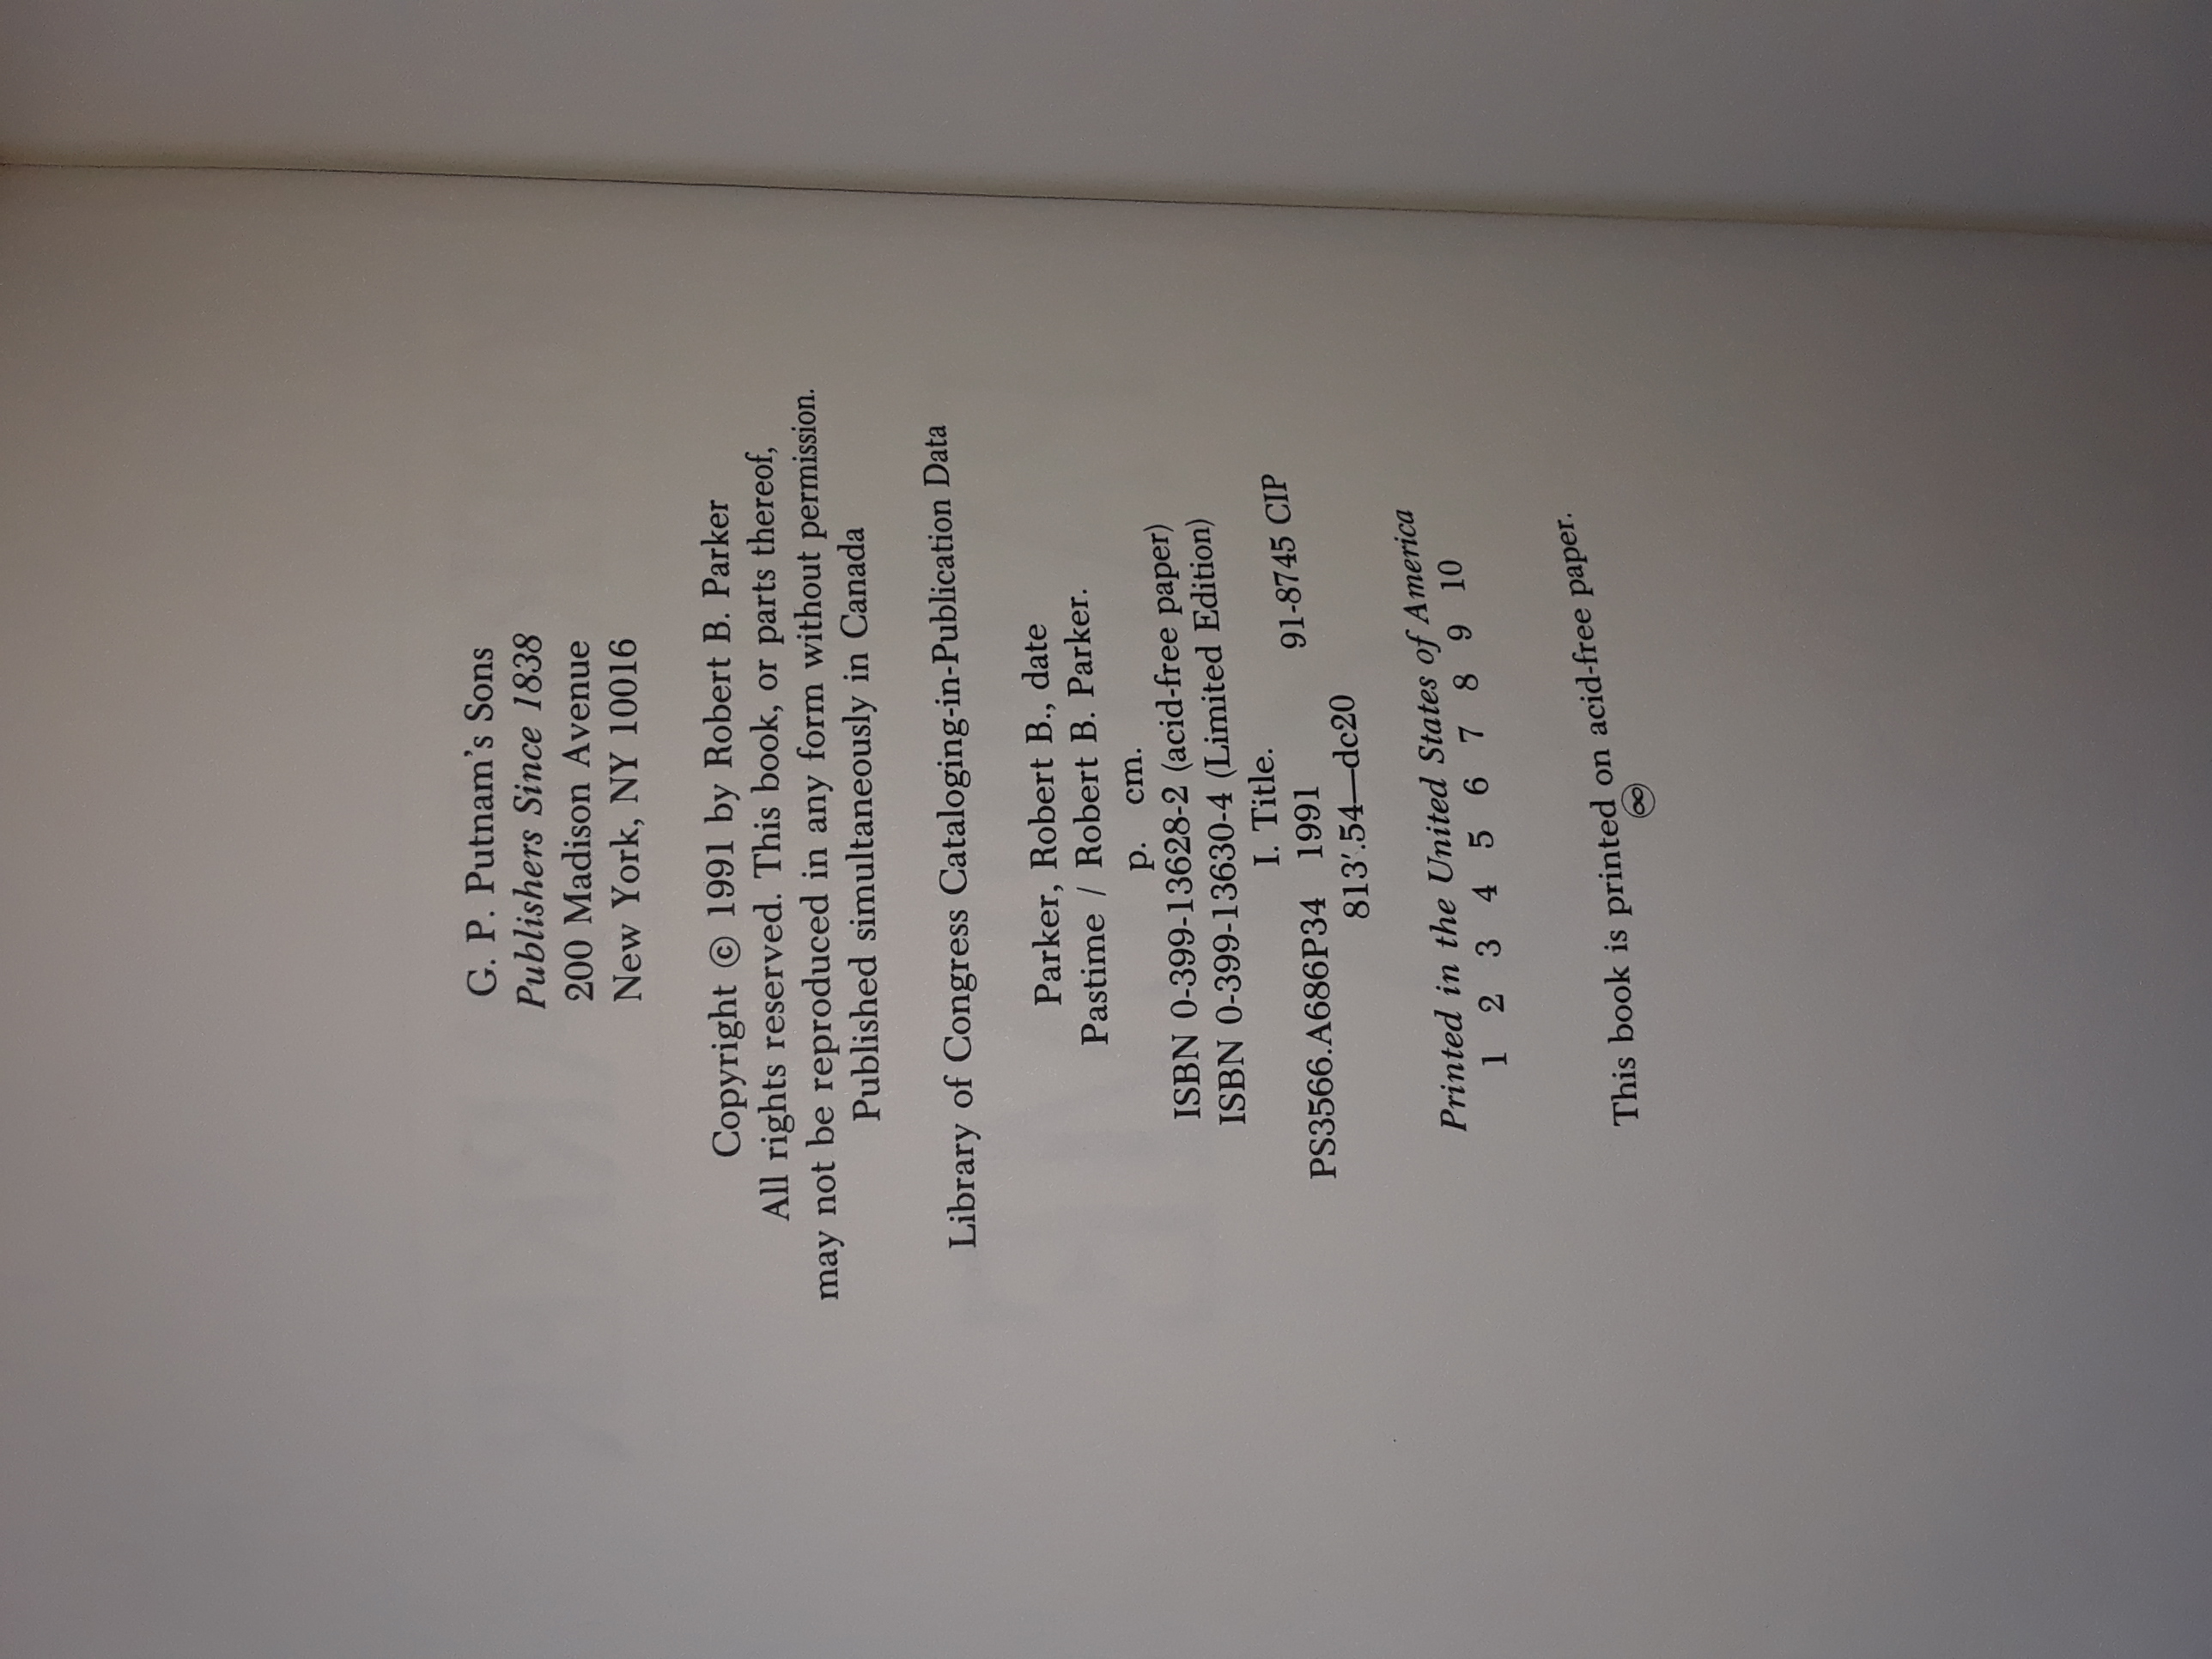 G. P. Putnam's Sons
Publishers Since 1838
200 Madison Avenue
New York, NY 10016
Copyright © 1991 by Robert B. Parker
All rights reserved. This book, or parts thereof,
may not be reproduced in any form without permission.
Published simultaneously in Canada
Library of Congress Cataloging-in-Publication Data
Parker, Robert B., date
Pastime / Robert B. Parker.
p. cm.
ISBN 0-399-13628-2 (acid-free paper)
ISBN 0-399-13630-4 (Limited Edition)
I. Title.
PS3566.A686P34 1991 91-8745 CIP
813′.54—dc20
Printed in the United States of America
1 2 3 4 5 6 7 8 9 10
This book is printed on acid-free paper.
♾